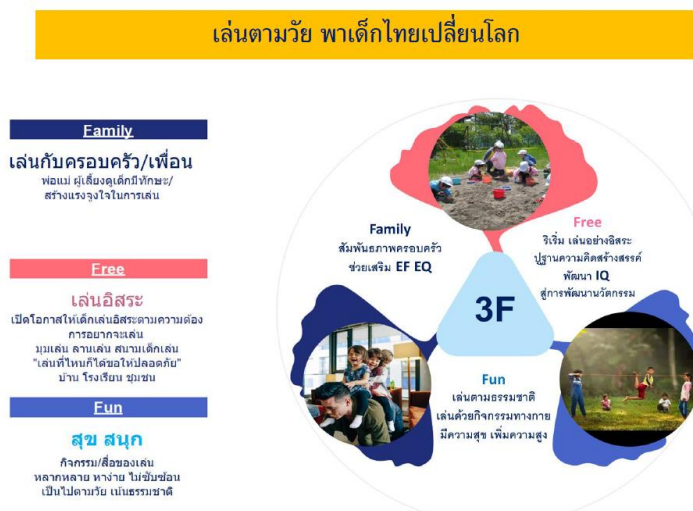 เล่นตามวัย พาเด็กไทยเปลี่ยนโลก
Family
เล่นกับครอบครัว/เพื่อน
พ่อแม่ ผู้เลี้ยงดูเด็กมีทักษะ/
สร้างแรงจูงใจในการเล่น
Free
เล่นอิสระ
เปิดโอกาสให้เด็กเล่นอิสระตามความต้อง
การอยากจะเล่น
มุมเล่น ลานเล่น สนามเด็กเล่น
"เล่นที่ไหนก็ได้ขอให้ปลอดภัย"
บ้าน โรงเรียน ชุมชน
Fun
สุข สนุก
กิจกรรม/สื่อของเล่น
หลากหลาย หาง่าย ไม่ซับซ้อน
เป็นไปตามวัย เน้นธรรมชาติ
Family
สัมพันธภาพครอบครัว
ช่วยเสริม EF EQ
Free
ริเริ่ม เล่นอย่างอิสระ
ปูฐานความคิดสร้างสรรค์
พัฒนา IQ
สู่การพัฒนานวัตกรรม
3F
Fun
เล่นตามธรรมชาติ
เล่นด้วยกิจกรรมทางกาย
มีความสุข เพิ่มความสูง